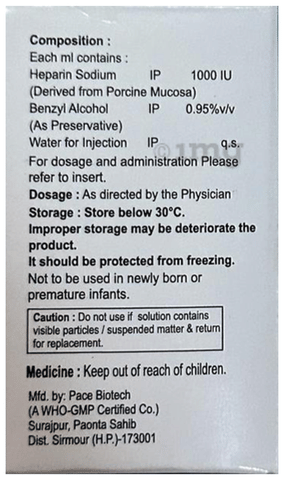 Composition :
Each ml contains :
Heparin Sodium IP 1000 IU
(Derived from Porcine Mucosa)
Benzyl Alcohol IP 0.95%v/v
(As Preservative)
Water for Injection IP q.s.
For dosage and administration Please
refer to insert.
Dosage : As directed by the Physician
Storage : Store below 30°C.
Improper storage may be deteriorate the
product.
It should be protected from freezing.
Not to be used in newly born or
premature infants.
Caution : Do not use if solution contains
visible particles / suspended matter & return
for replacement.
Medicine : Keep out of reach of children.
Mfd. by: Pace Biotech
(A WHO-GMP Certified Co.)
Surajpur, Paonta Sahib
Dist. Sirmour (H.P.)-173001